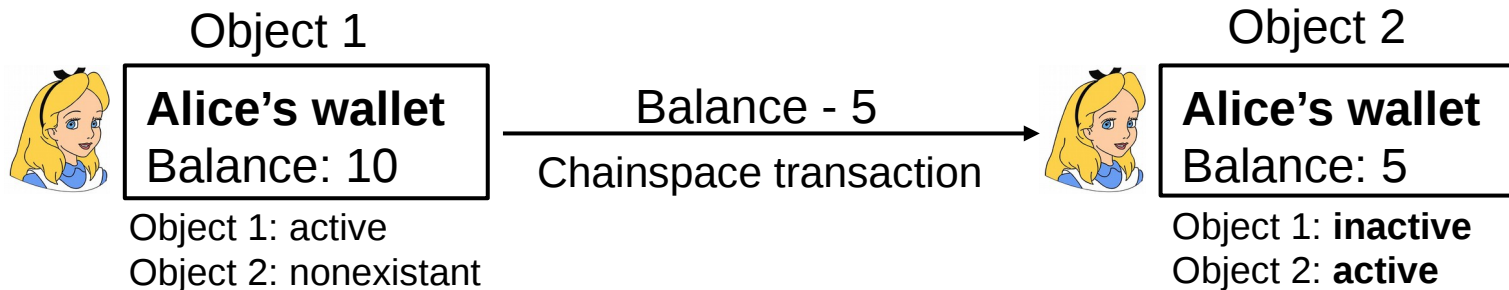 Object 1
Alice’s wallet
Balance: 10
Object 1: active
Object 2: nonexistant
Balance - 5
Chainspace transaction
Object 2
Alice’s wallet
Balance: 5
Object 1: inactive
Object 2: active